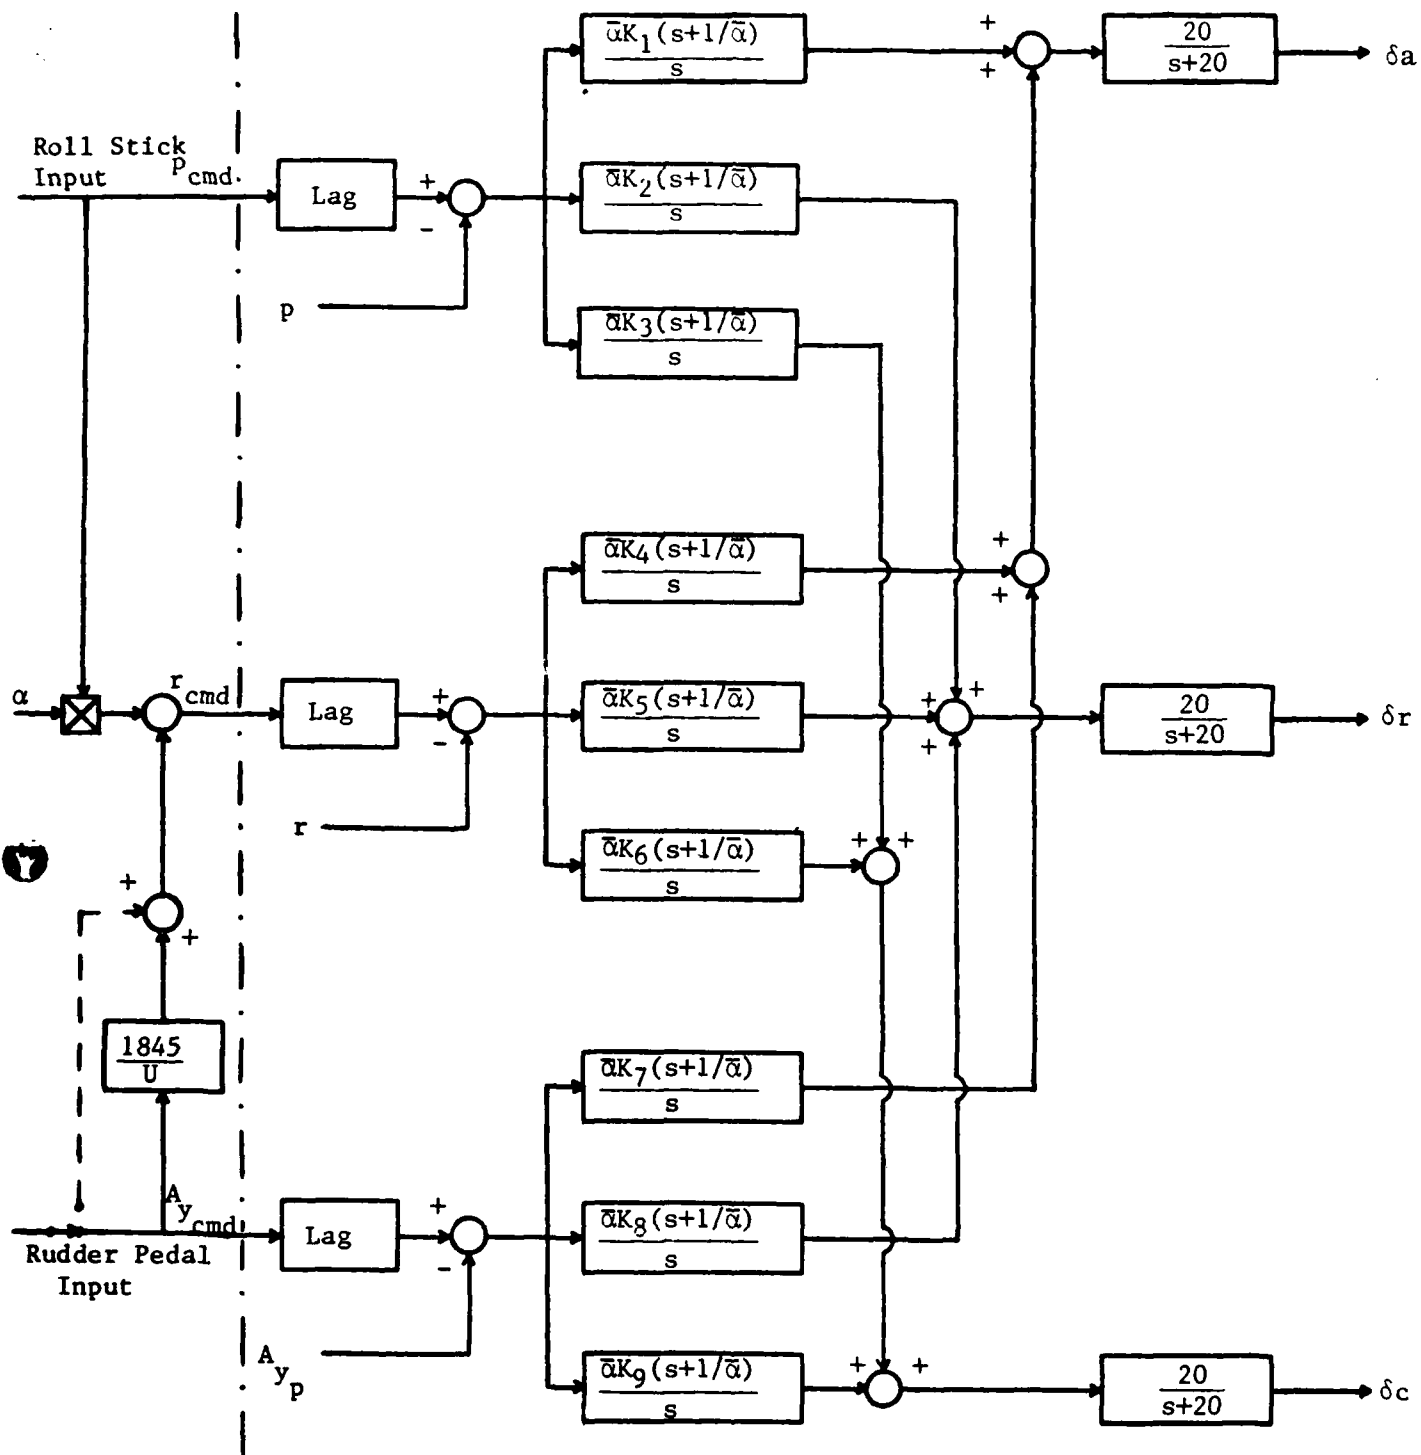 ᾱK₁(s+1/ᾱ)
s
+
+
20
s+20
δa
Roll Stick
Input
p_cmd
Lag
+
-
p
ᾱK₂(s+1/ᾱ)
s
ᾱK₃(s+1/ᾱ)
s
ᾱK₄(s+1/ᾱ)
s
+
+
α
r_cmd
Lag
+
-
r
ᾱK₅(s+1/ᾱ)
s
+
+
+
20
s+20
δr
ᾱK₆(s+1/ᾱ)
s
+
+
+
+
1845
U
ᾱK₇(s+1/ᾱ)
s
A_y_cmd
Rudder Pedal
Input
Lag
+
-
A_y_p
ᾱK₈(s+1/ᾱ)
s
ᾱK₉(s+1/ᾱ)
s
+
+
20
s+20
δc